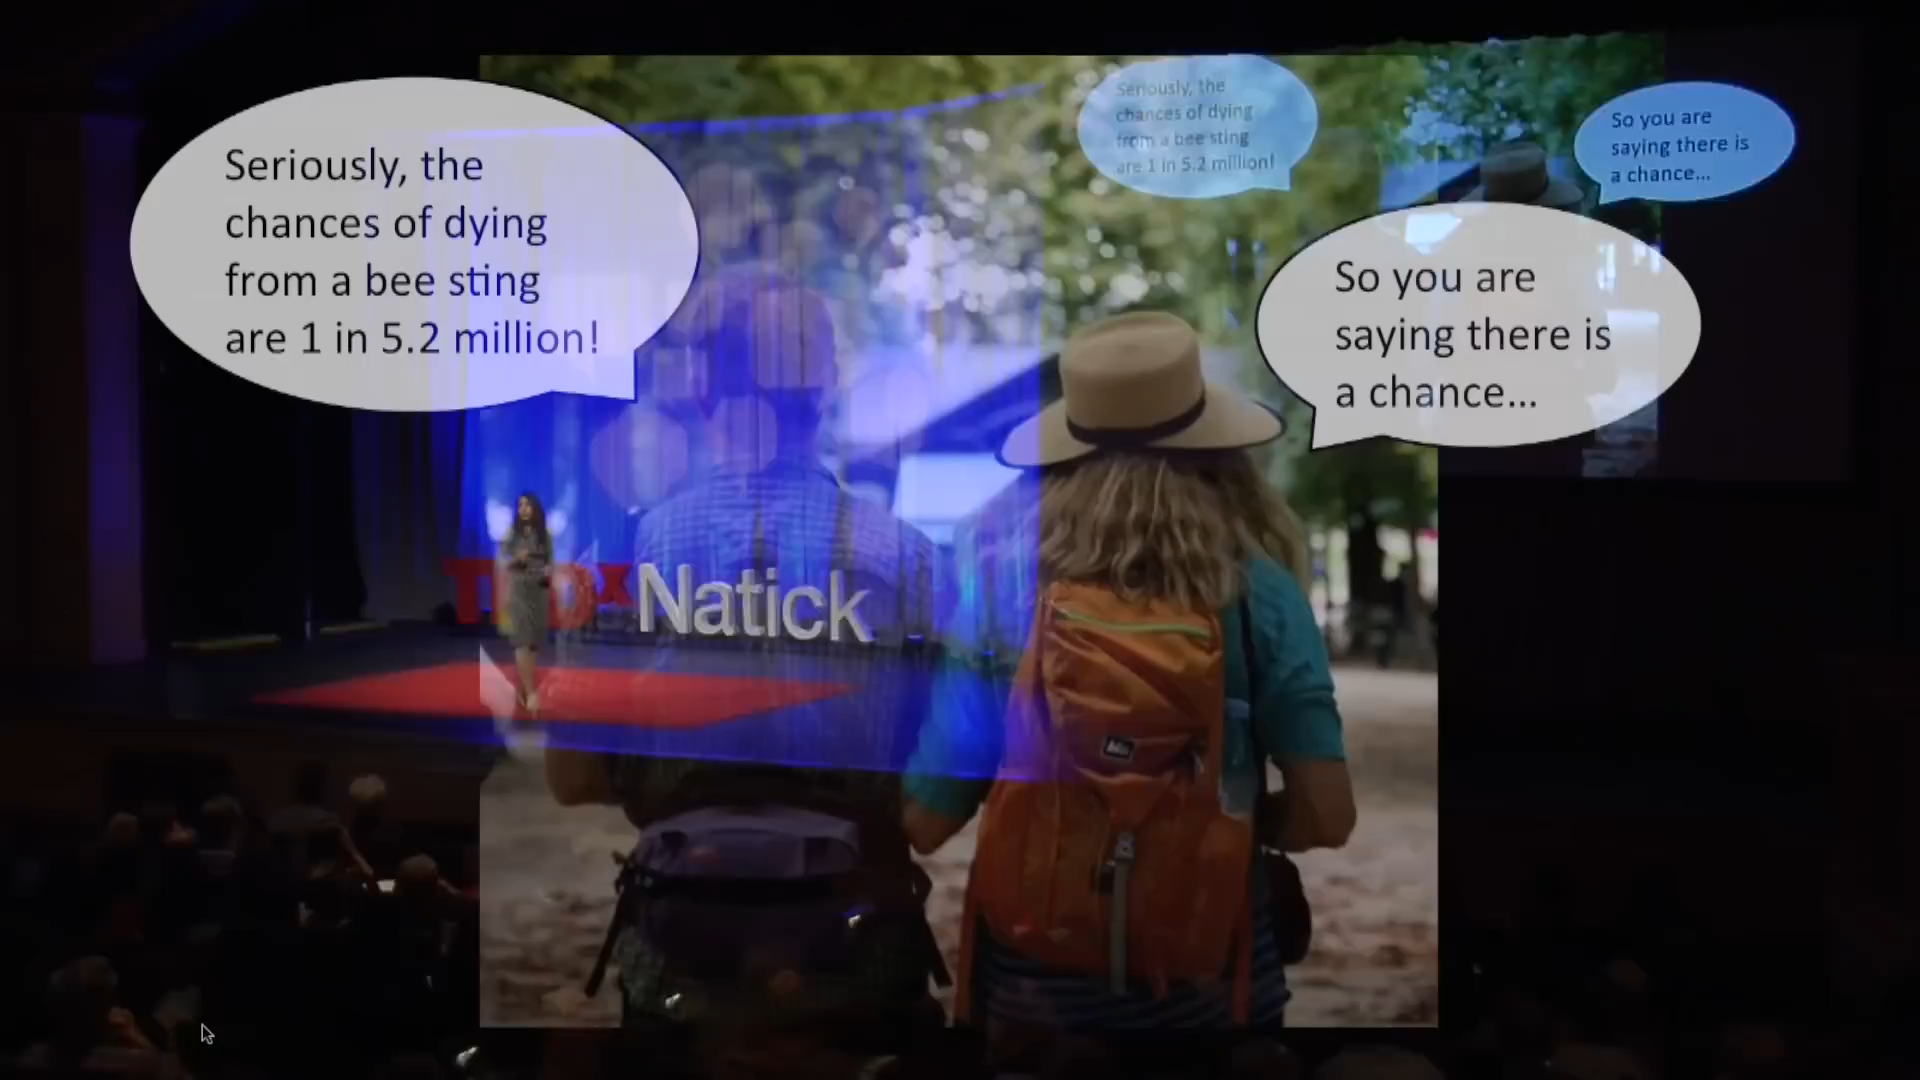 Seriously, the
chances of dying
from a bee sting
are 1 in 5.2 million!
So you are
saying there is
a chance...
Seriously, the
chances of dying
from a bee sting
are 1 in 5.2 million!
So you are
saying there is
a chance...
TEDxNatick